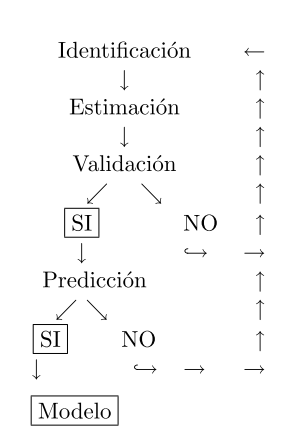 Identificación
Estimación
Validación
SI NO
Predicción
SI NO
Modelo